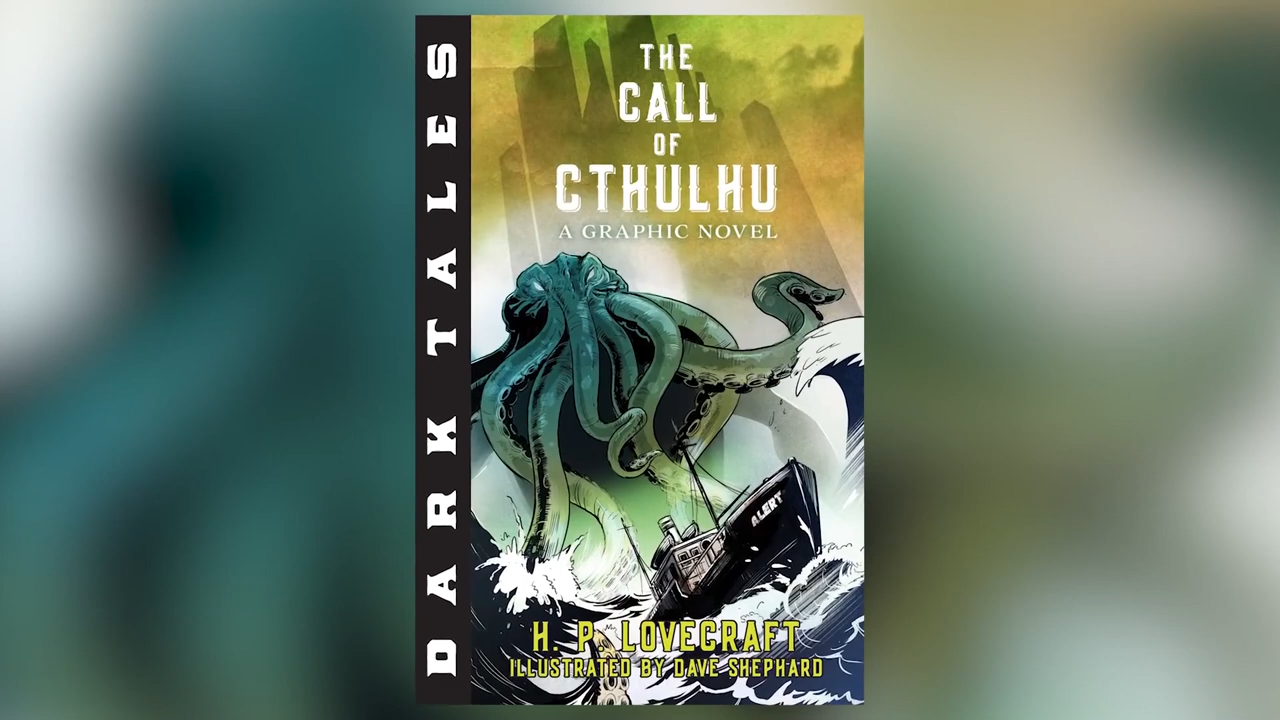 DARK TALES
THE
CALL
OF
CTHULHU
A GRAPHIC NOVEL
ALERT
H. P. LOVECRAFT
ILLUSTRATED BY DAVE SHEPHARD